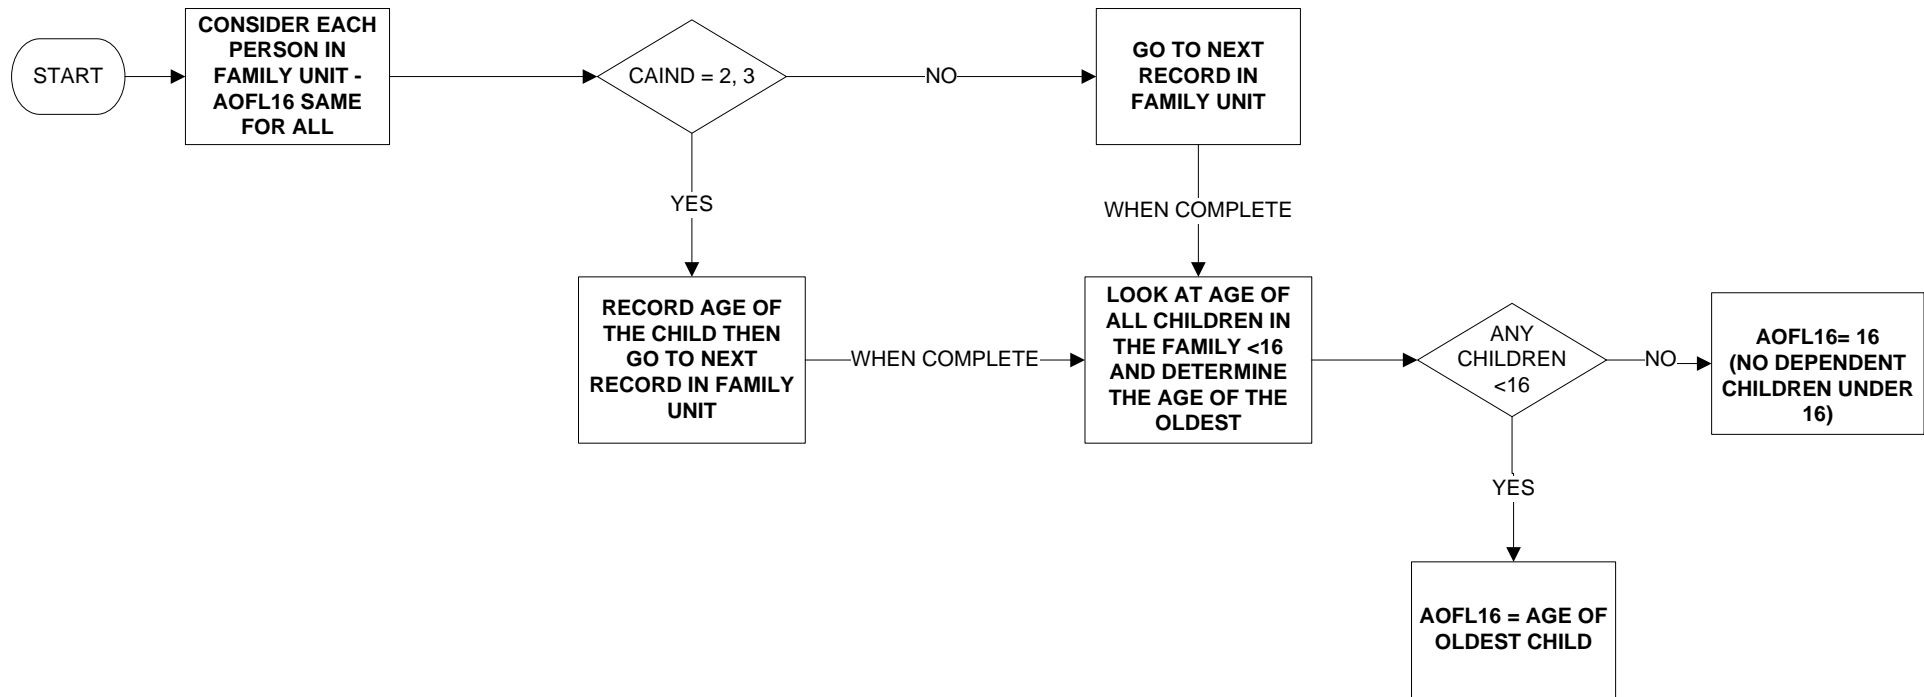 START
CONSIDER EACH
PERSON IN
FAMILY UNIT -
AOFL16 SAME
FOR ALL
CAIND = 2, 3
NO
GO TO NEXT
RECORD IN
FAMILY UNIT
YES
WHEN COMPLETE
RECORD AGE OF
THE CHILD THEN
GO TO NEXT
RECORD IN FAMILY
UNIT
WHEN COMPLETE
LOOK AT AGE OF
ALL CHILDREN IN
THE FAMILY <16
AND DETERMINE
THE AGE OF THE
OLDEST
ANY
CHILDREN
<16
NO
AOFL16= 16
(NO DEPENDENT
CHILDREN UNDER
16)
YES
AOFL16 = AGE OF
OLDEST CHILD